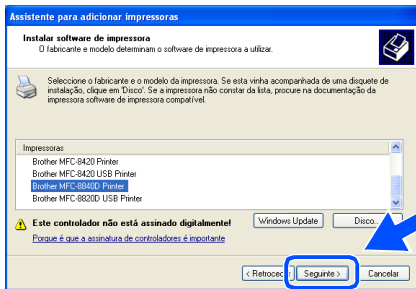 Assistente para adicionar impressoras
Instalar software de impressora
O fabricante e modelo determinam o software de impressora a utilizar.
Seleccione o fabricante e o modelo da impressora. Se esta vinha acompanhada de uma disquete de
instalação, clique em 'Disco'. Se a impressora não constar da lista, procure na documentação da
impressora software de impressora compatível.
Impressoras
Brother MFC-8420 Printer
Brother MFC-8420 USB Printer
Brother MFC-8840D Printer
Brother MFC-8820D USB Printer
Este controlador não está assinado digitalmente!
Windows Update
Disco...
Porque é que a assinatura de controladores é importante
< Retroceder
Seguinte >
Cancelar